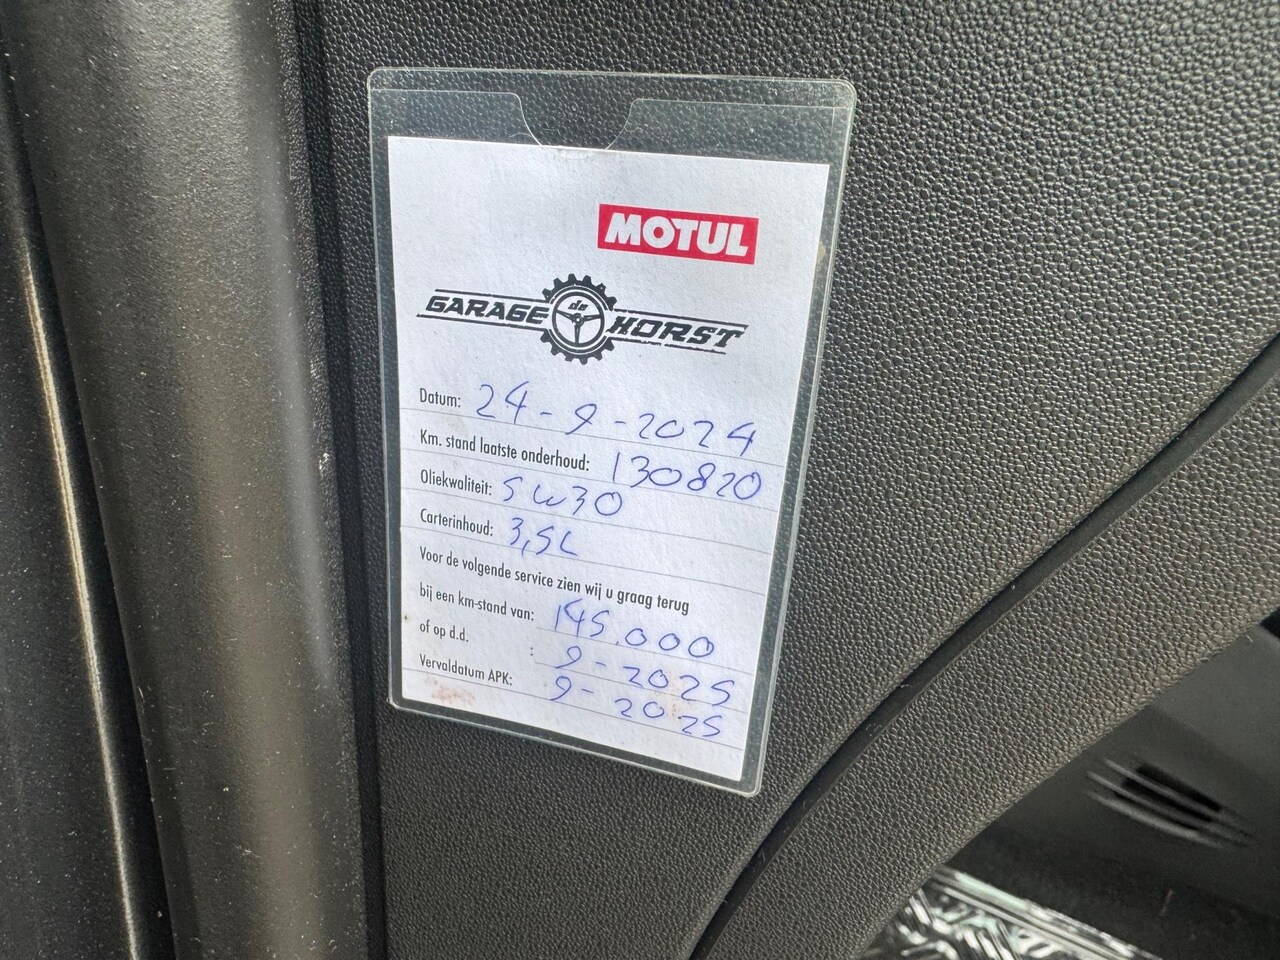 MOTUL
GARAGE de HORST
Datum: 24-9-2024
Km. stand laatste onderhoud: 130820
Oliekwaliteit: 5W30
Carterinhoud: 3,5L
Voor de volgende service zien wij u graag terug
bij een km-stand van: 145.000
of op d.d. : 9-2025
Vervaldatum APK: 9-2025